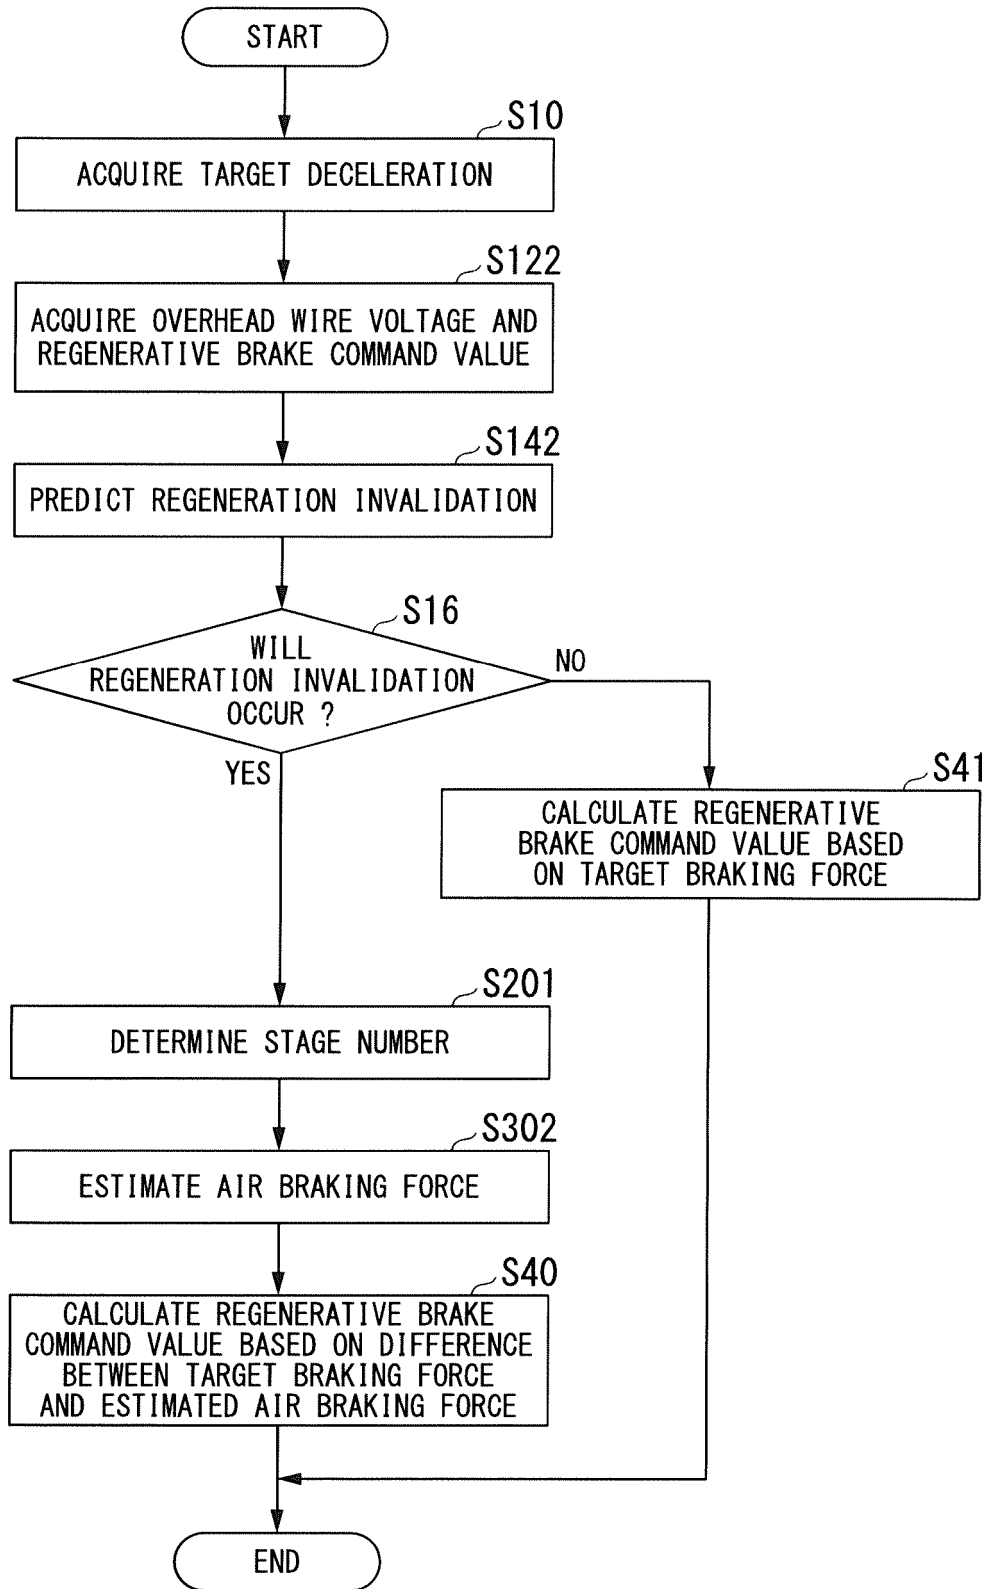 START
S10
ACQUIRE TARGET DECELERATION
S122
ACQUIRE OVERHEAD WIRE VOLTAGE AND
REGENERATIVE BRAKE COMMAND VALUE
S142
PREDICT REGENERATION INVALIDATION
S16
WILL
REGENERATION INVALIDATION
OCCUR ?
NO
YES
S41
CALCULATE REGENERATIVE
BRAKE COMMAND VALUE BASED
ON TARGET BRAKING FORCE
S201
DETERMINE STAGE NUMBER
S302
ESTIMATE AIR BRAKING FORCE
S40
CALCULATE REGENERATIVE BRAKE
COMMAND VALUE BASED ON DIFFERENCE
BETWEEN TARGET BRAKING FORCE
AND ESTIMATED AIR BRAKING FORCE
END